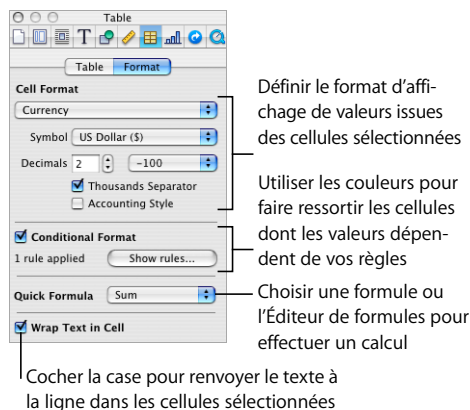 Table
Table Format
Cell Format
Currency
Symbol US Dollar ($)
Decimals 2 -100
Thousands Separator
Accounting Style
Conditional Format
1 rule applied Show rules...
Quick Formula Sum
Wrap Text in Cell
Définir le format d’affi-
chage de valeurs issues
des cellules sélectionnées
Utiliser les couleurs pour
faire ressortir les cellules
dont les valeurs dépen-
dent de vos règles
Choisir une formule ou
l’Éditeur de formules pour
effectuer un calcul
Cocher la case pour renvoyer le texte à
la ligne dans les cellules sélectionnées